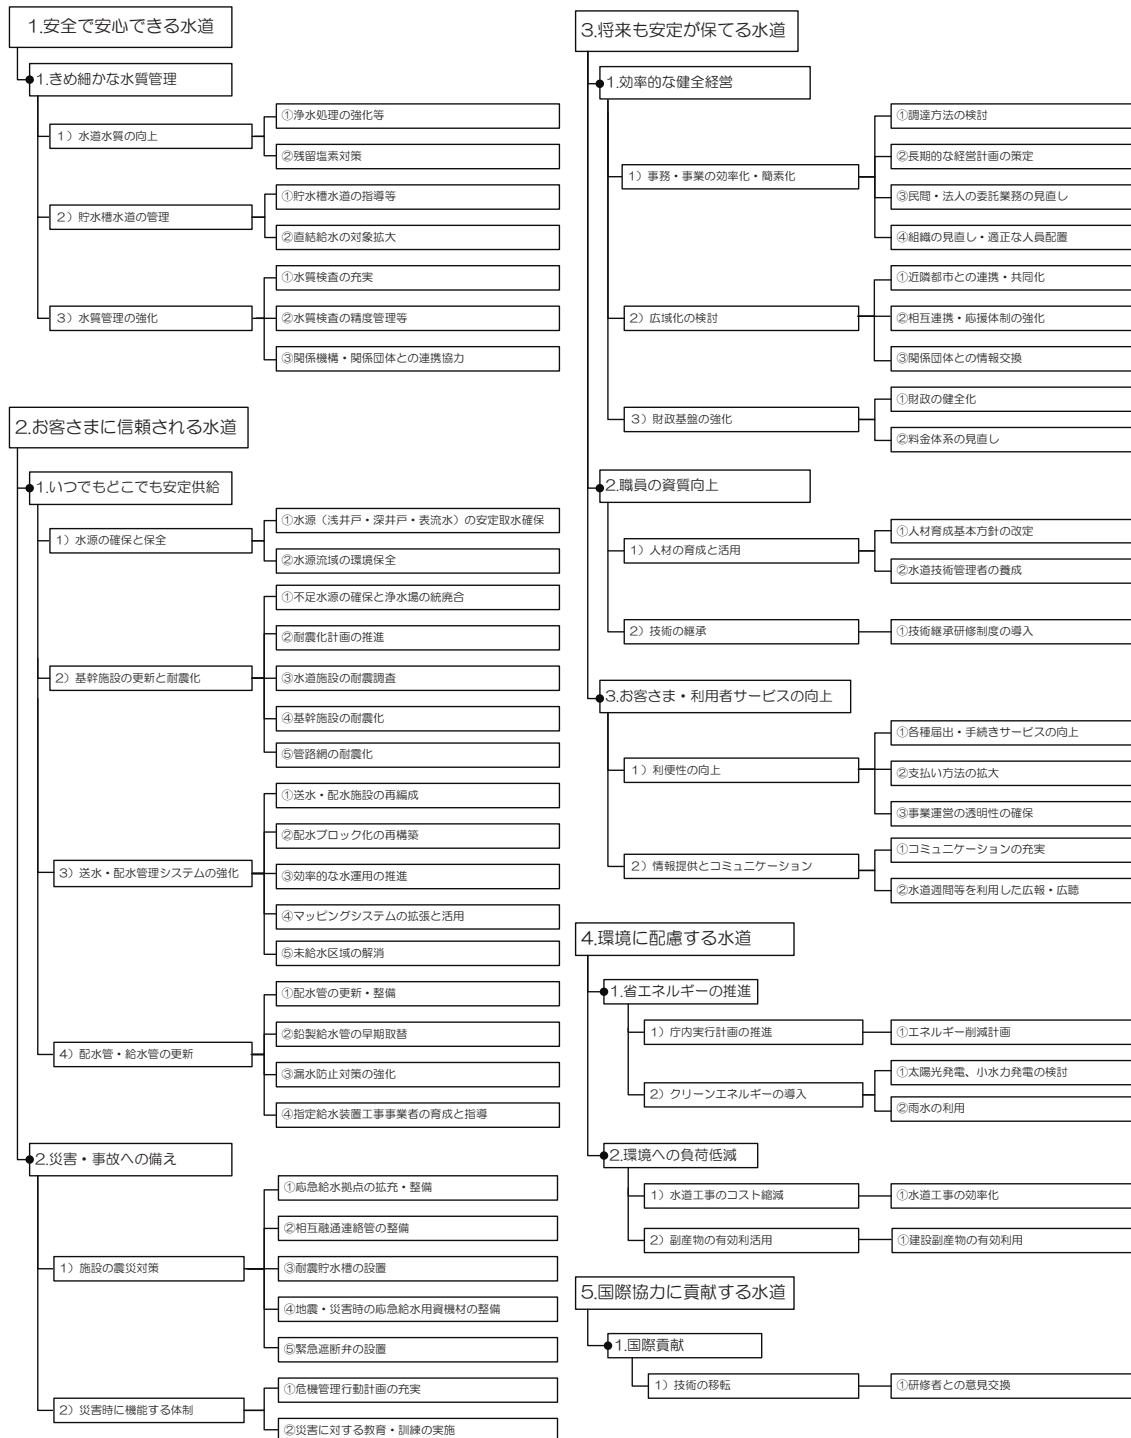 1.安全で安心できる水道
1.きめ細かな水質管理
1）水道水質の向上
①浄水処理の強化等
②残留塩素対策
2）貯水槽水道の管理
①貯水槽水道の指導等
②直結給水の対象拡大
3）水質管理の強化
①水質検査の充実
②水質検査の精度管理等
③関係機構・関係団体との連携協力
2.お客さまに信頼される水道
1.いつでもどこでも安定供給
1）水源の確保と保全
①水源（浅井戸・深井戸・表流水）の安定取水確保
②水源流域の環境保全
2）基幹施設の更新と耐震化
①不足水源の確保と浄水場の統廃合
②耐震化計画の推進
③水道施設の耐震調査
④基幹施設の耐震化
⑤管路網の耐震化
3）送水・配水管理システムの強化
①送水・配水施設の再編成
②配水ブロック化の再構築
③効率的な水運用の推進
④マッピングシステムの拡張と活用
⑤未給水区域の解消
4）配水管・給水管の更新
①配水管の更新・整備
②鉛製給水管の早期取替
③漏水防止対策の強化
④指定給水装置工事事業者の育成と指導
2.災害・事故への備え
1）施設の震災対策
①応急給水拠点の拡充・整備
②相互融通連絡管の整備
③耐震貯水槽の設置
④地震・災害時の応急給水用資機材の整備
⑤緊急遮断弁の設置
2）災害時に機能する体制
①危機管理行動計画の充実
②災害に対する教育・訓練の実施
3.将来も安定が保てる水道
1.効率的な健全経営
1）事務・事業の効率化・簡素化
①調達方法の検討
②長期的な経営計画の策定
③民間・法人の委託業務の見直し
④組織の見直し・適正な人員配置
2）広域化の検討
①近隣都市との連携・共同化
②相互連携・応援体制の強化
③関係団体との情報交換
3）財政基盤の強化
①財政の健全化
②料金体系の見直し
2.職員の資質向上
1）人材の育成と活用
①人材育成基本方針の改定
②水道技術管理者の養成
2）技術の継承
①技術継承研修制度の導入
3.お客さま・利用者サービスの向上
1）利便性の向上
①各種届出・手続きサービスの向上
②支払い方法の拡大
③事業運営の透明性の確保
2）情報提供とコミュニケーション
①コミュニケーションの充実
②水道週間等を利用した広報・広聴
4.環境に配慮する水道
1.省エネルギーの推進
1）庁内実行計画の推進
①エネルギー削減計画
2）クリーンエネルギーの導入
①太陽光発電、小水力発電の検討
②雨水の利用
2.環境への負荷低減
1）水道工事のコスト縮減
①水道工事の効率化
2）副産物の有効利活用
①建設副産物の有効利用
5.国際協力に貢献する水道
1.国際貢献
1）技術の移転
①研修者との意見交換